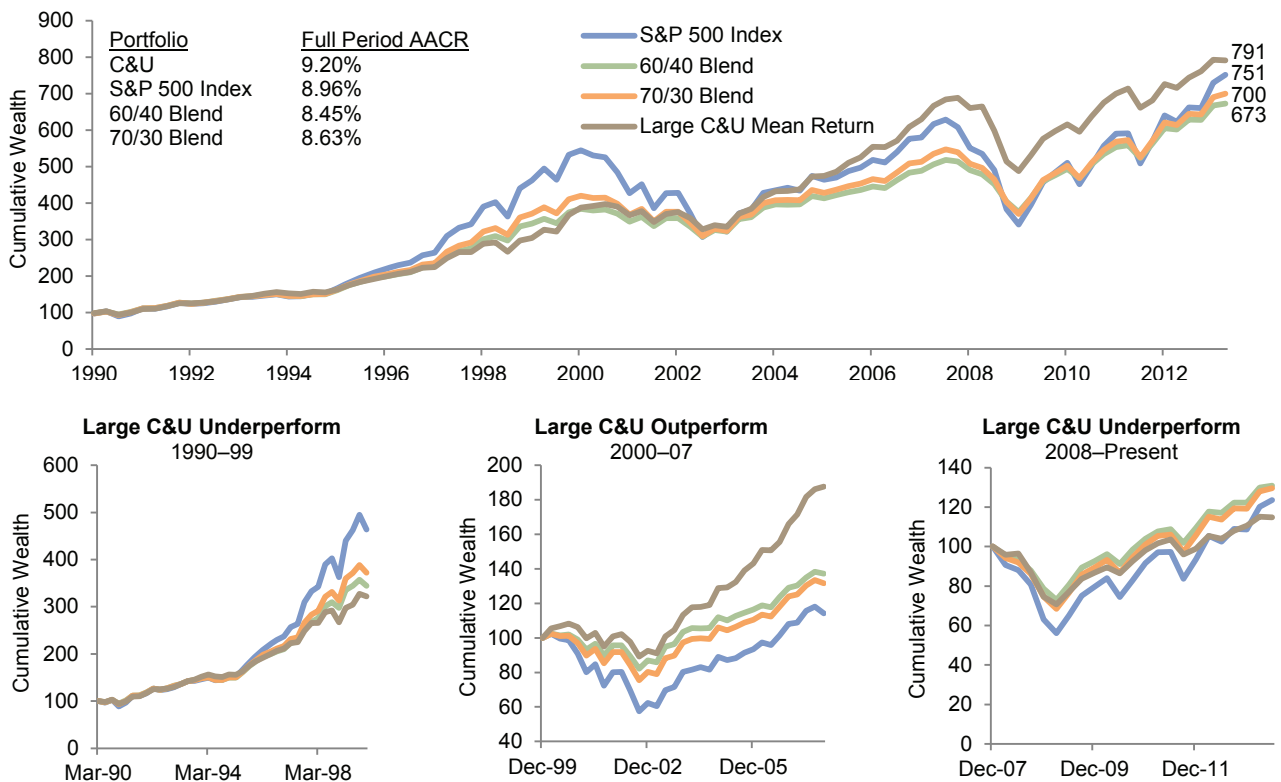 900
800
700
600
500
400
300
200
100
0
Cumulative Wealth
Portfolio Full Period AACR
C&U 9.20%
S&P 500 Index 8.96%
60/40 Blend 8.45%
70/30 Blend 8.63%
S&P 500 Index
60/40 Blend
70/30 Blend
Large C&U Mean Return
791
751
700
673
1990 1992 1994 1996 1998 2000 2002 2004 2006 2008 2010 2012
Large C&U Underperform
1990–99
600
500
400
300
200
100
0
Cumulative Wealth
Mar-90 Mar-94 Mar-98
Large C&U Outperform
2000–07
200
180
160
140
120
100
80
60
40
Cumulative Wealth
Dec-99 Dec-02 Dec-05
Large C&U Underperform
2008–Present
140
120
100
80
60
40
20
0
Cumulative Wealth
Dec-07 Dec-09 Dec-11